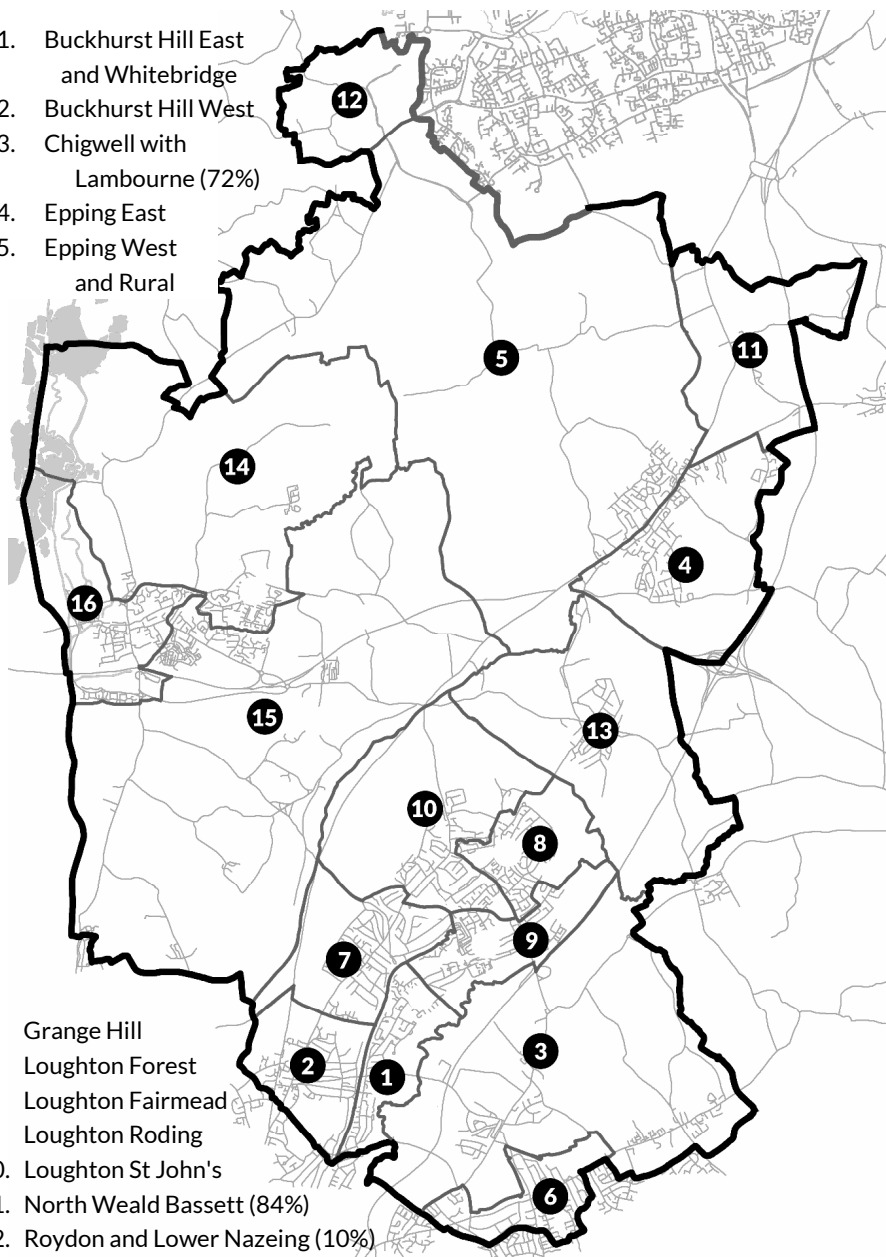 1. Buckhurst Hill East
and Whitebridge
2. Buckhurst Hill West
3. Chigwell with
Lambourne (72%)
4. Epping East
5. Epping West
and Rural
12
5
11
14
4
16
15
13
10
8
7
9
2
1
3
6
Grange Hill
Loughton Forest
Loughton Fairmead
Loughton Roding
0. Loughton St John's
1. North Weald Bassett (84%)
2. Roydon and Lower Nazeing (10%)